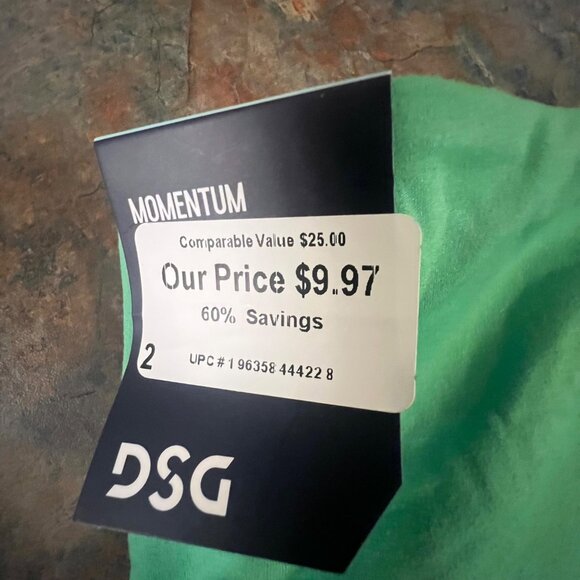 MOMENTUM
Comparable Value $25.00
Our Price $9.97
60% Savings
2
UPC # 1 96358 44422 8
DSG